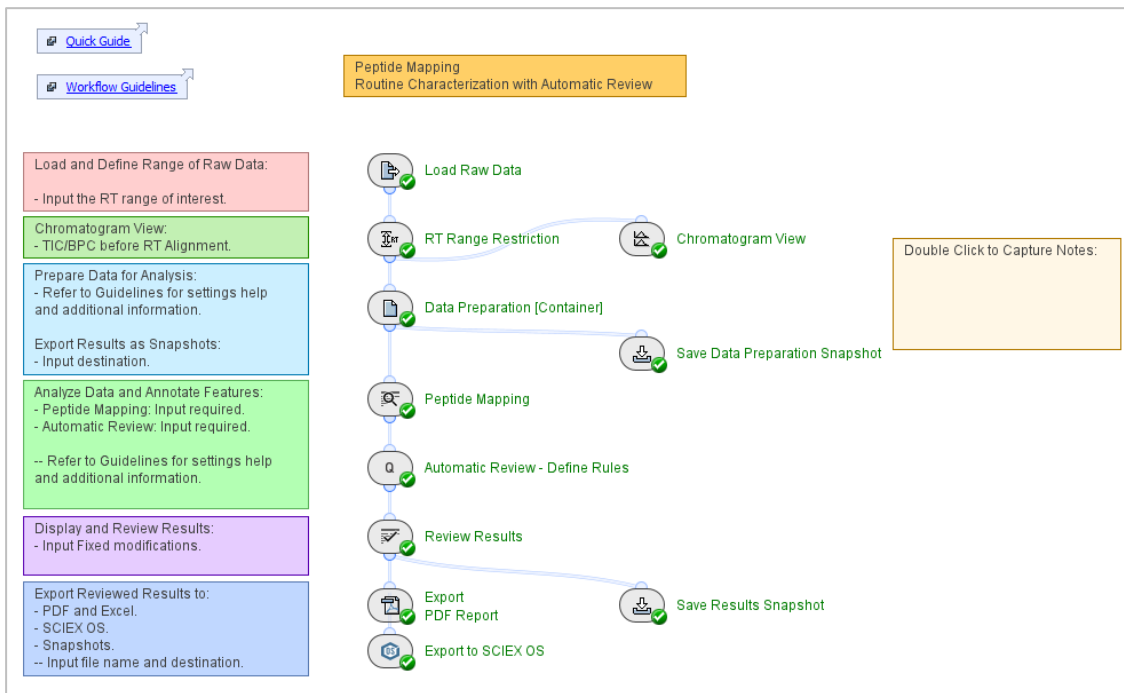 Quick Guide
Workflow Guidelines
Peptide Mapping
Routine Characterization with Automatic Review
Load and Define Range of Raw Data:
- Input the RT range of interest.
Chromatogram View:
- TIC/BPC before RT Alignment.
Prepare Data for Analysis:
- Refer to Guidelines for settings help
and additional information.
Export Results as Snapshots:
- Input destination.
Analyze Data and Annotate Features:
- Peptide Mapping: Input required.
- Automatic Review: Input required.
-- Refer to Guidelines for settings help
and additional information.
Display and Review Results:
- Input Fixed modifications.
Export Reviewed Results to:
- PDF and Excel.
- SCIEX OS.
- Snapshots.
-- Input file name and destination.
Load Raw Data
RT
RT Range Restriction
Chromatogram View
Data Preparation [Container]
Save Data Preparation Snapshot
Peptide Mapping
Q
Automatic Review - Define Rules
Review Results
Export
PDF Report
Save Results Snapshot
OS
Export to SCIEX OS
Double Click to Capture Notes: